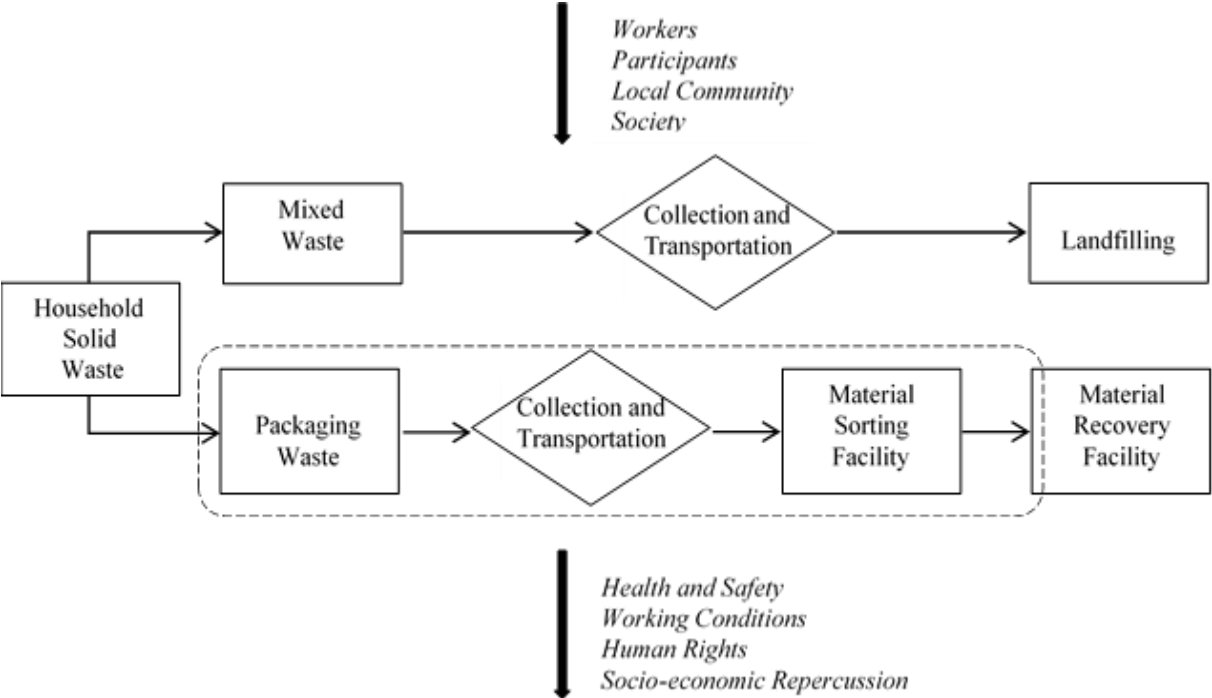 Workers
Participants
Local Community
Society
Mixed
Waste
Collection and
Transportation
Landfilling
Household
Solid
Waste
Packaging
Waste
Collection and
Transportation
Material
Sorting
Facility
Material
Recovery
Facility
Health and Safety
Working Conditions
Human Rights
Socio-economic Repercussion